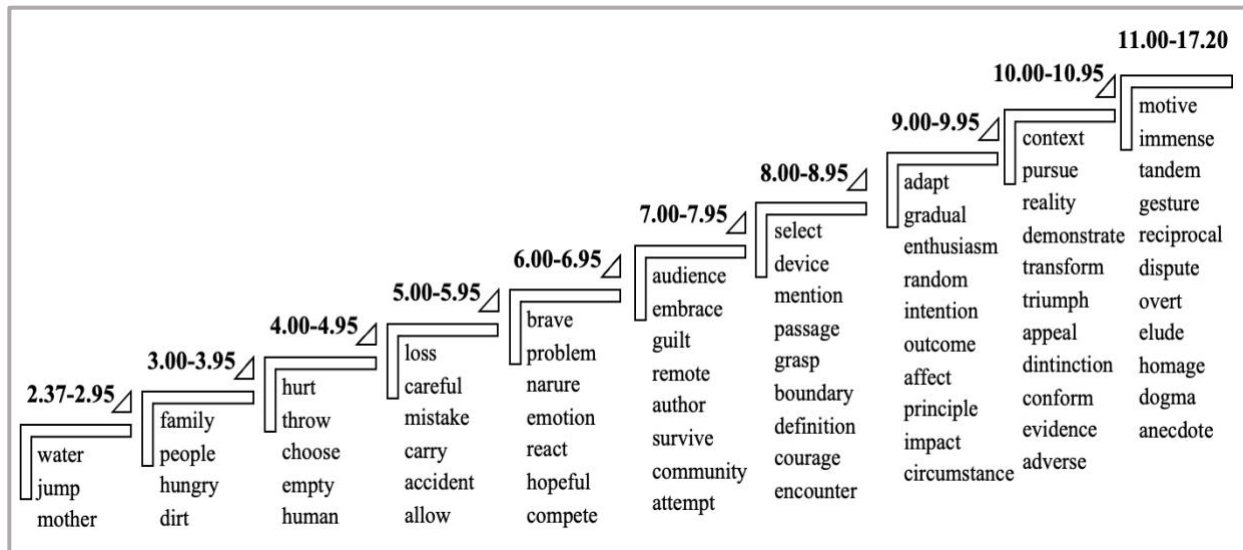 2.37-2.95
water
jump
mother
3.00-3.95
family
people
hungry
dirt
4.00-4.95
hurt
throw
choose
empty
human
5.00-5.95
loss
careful
mistake
carry
accident
allow
6.00-6.95
brave
problem
narure
emotion
react
hopeful
compete
7.00-7.95
audience
embrace
guilt
remote
author
survive
community
attempt
8.00-8.95
select
device
mention
passage
grasp
boundary
definition
courage
encounter
9.00-9.95
adapt
gradual
enthusiasm
random
intention
outcome
affect
principle
impact
circumstance
10.00-10.95
context
pursue
reality
demonstrate
transform
triumph
appeal
dintinction
conform
evidence
adverse
11.00-17.20
motive
immense
tandem
gesture
reciprocal
dispute
overt
elude
homage
dogma
anecdote